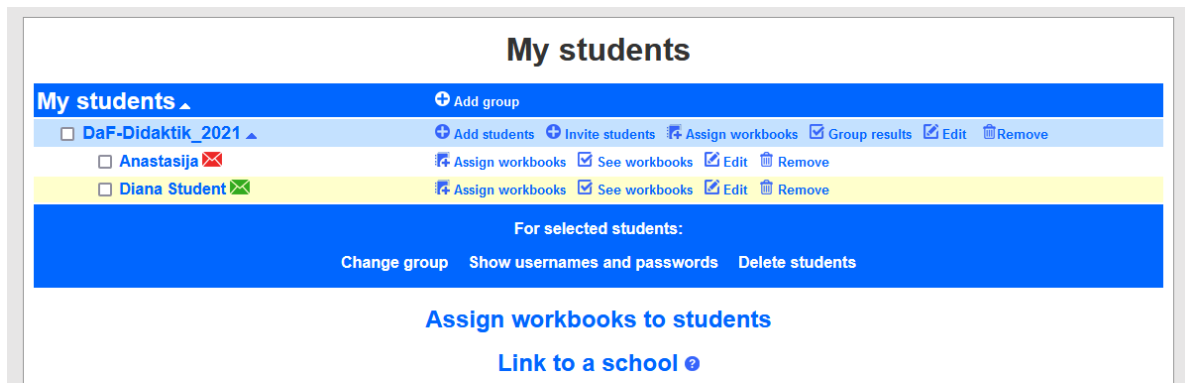 My students
My students Add group
DaF-Didaktik_2021 Add students Invite students Assign workbooks Group results Edit Remove
Anastasija Assign workbooks See workbooks Edit Remove
Diana Student Assign workbooks See workbooks Edit Remove
For selected students:
Change group Show usernames and passwords Delete students
Assign workbooks to students
Link to a school ?